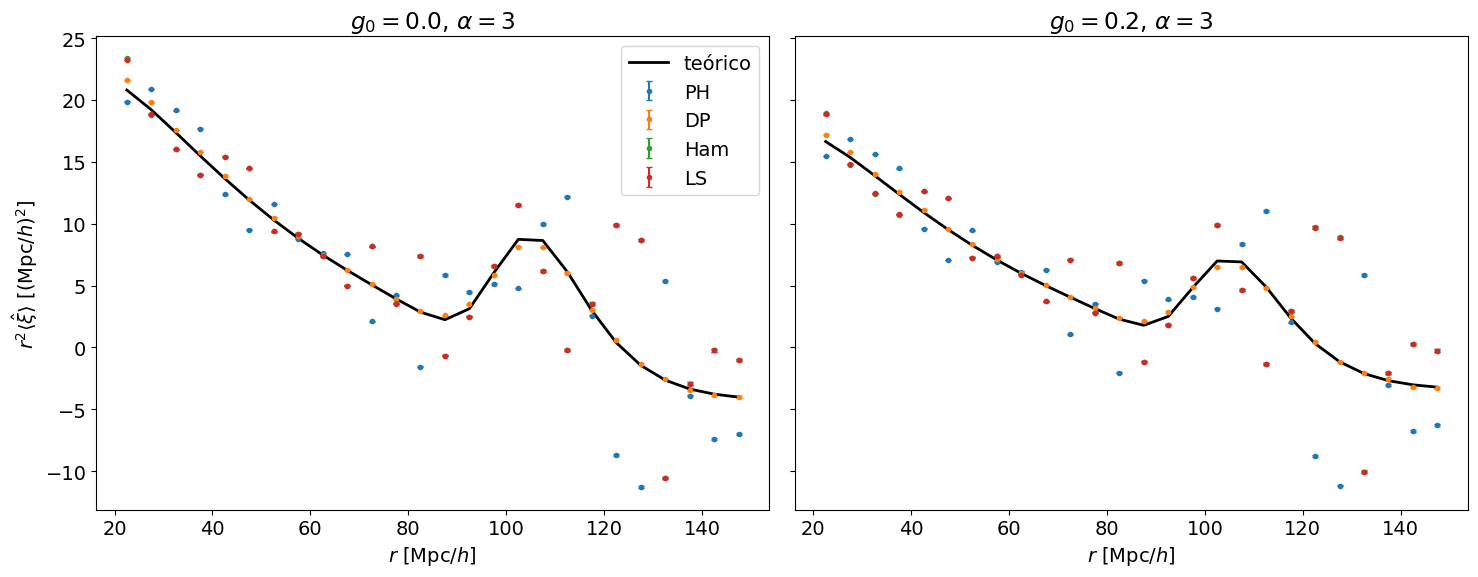 g₀ = 0.0, α = 3
g₀ = 0.2, α = 3
teórico
PH
DP
Ham
LS
25
20
15
10
5
0
−5
−10
r²⟨ξ̂⟩ [(Mpc/h)²]
20 40 60 80 100 120 140
20 40 60 80 100 120 140
r [Mpc/h]
r [Mpc/h]